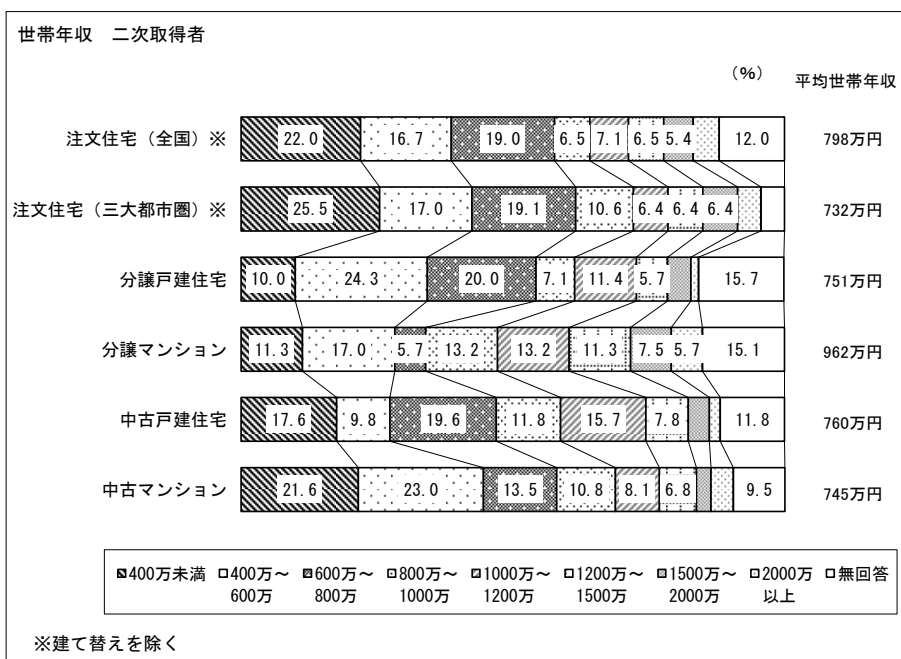 世帯年収　二次取得者
（%）
平均世帯年収
注文住宅（全国）※ 22.0 16.7 19.0 6.5 7.1 6.5 5.4 12.0 798万円
注文住宅（三大都市圏）※ 25.5 17.0 19.1 10.6 6.4 6.4 6.4 732万円
分譲戸建住宅 10.0 24.3 20.0 7.1 11.4 5.7 15.7 751万円
分譲マンション 11.3 17.0 5.7 13.2 13.2 11.3 7.5 5.7 15.1 962万円
中古戸建住宅 17.6 9.8 19.6 11.8 15.7 7.8 11.8 760万円
中古マンション 21.6 23.0 13.5 10.8 8.1 6.8 9.5 745万円
400万未満 400万～ 600万～ 800万～ 1000万～ 1200万～ 1500万～ 2000万 無回答
600万 800万 1000万 1200万 1500万 2000万 以上
※建て替えを除く